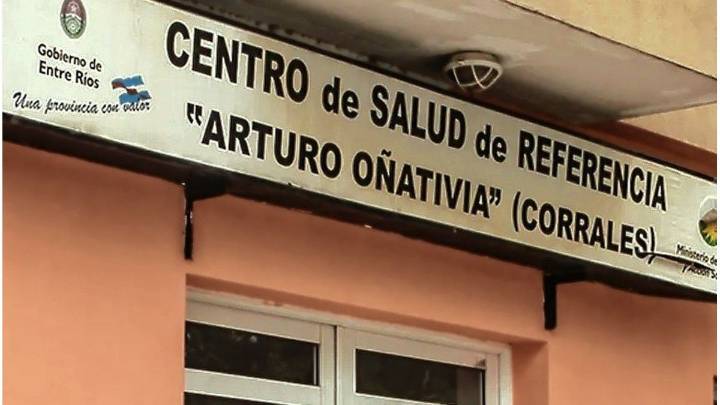 Gobierno de
Entre Ríos
Una provincia con valor
CENTRO de SALUD de REFERENCIA
"ARTURO OÑATIVIA" (CORRALES)
Ministerio de